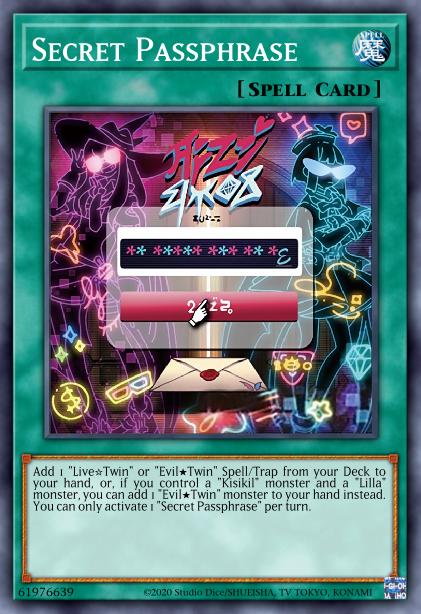 SECRET PASSPHRASE
SPELL
魔
[SPELL CARD]
** ***** *** *ε
Add 1 "Live☆Twin" or "Evil★Twin" Spell/Trap from your Deck to
your hand, or, if you control a "Kisikil" monster and a "Lilla"
monster, you can add 1 "Evil★Twin" monster to your hand instead.
You can only activate 1 "Secret Passphrase" per turn.
61976639
©2020 Studio Dice/SHUEISHA, TV TOKYO, KONAMI